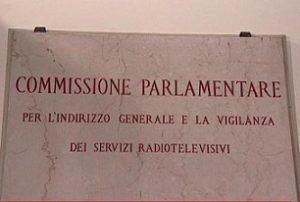 COMMISSIONE PARLAMENTARE
PER L'INDIRIZZO GENERALE E LA VIGILANZA
DEI SERVIZI RADIOTELEVISIVI